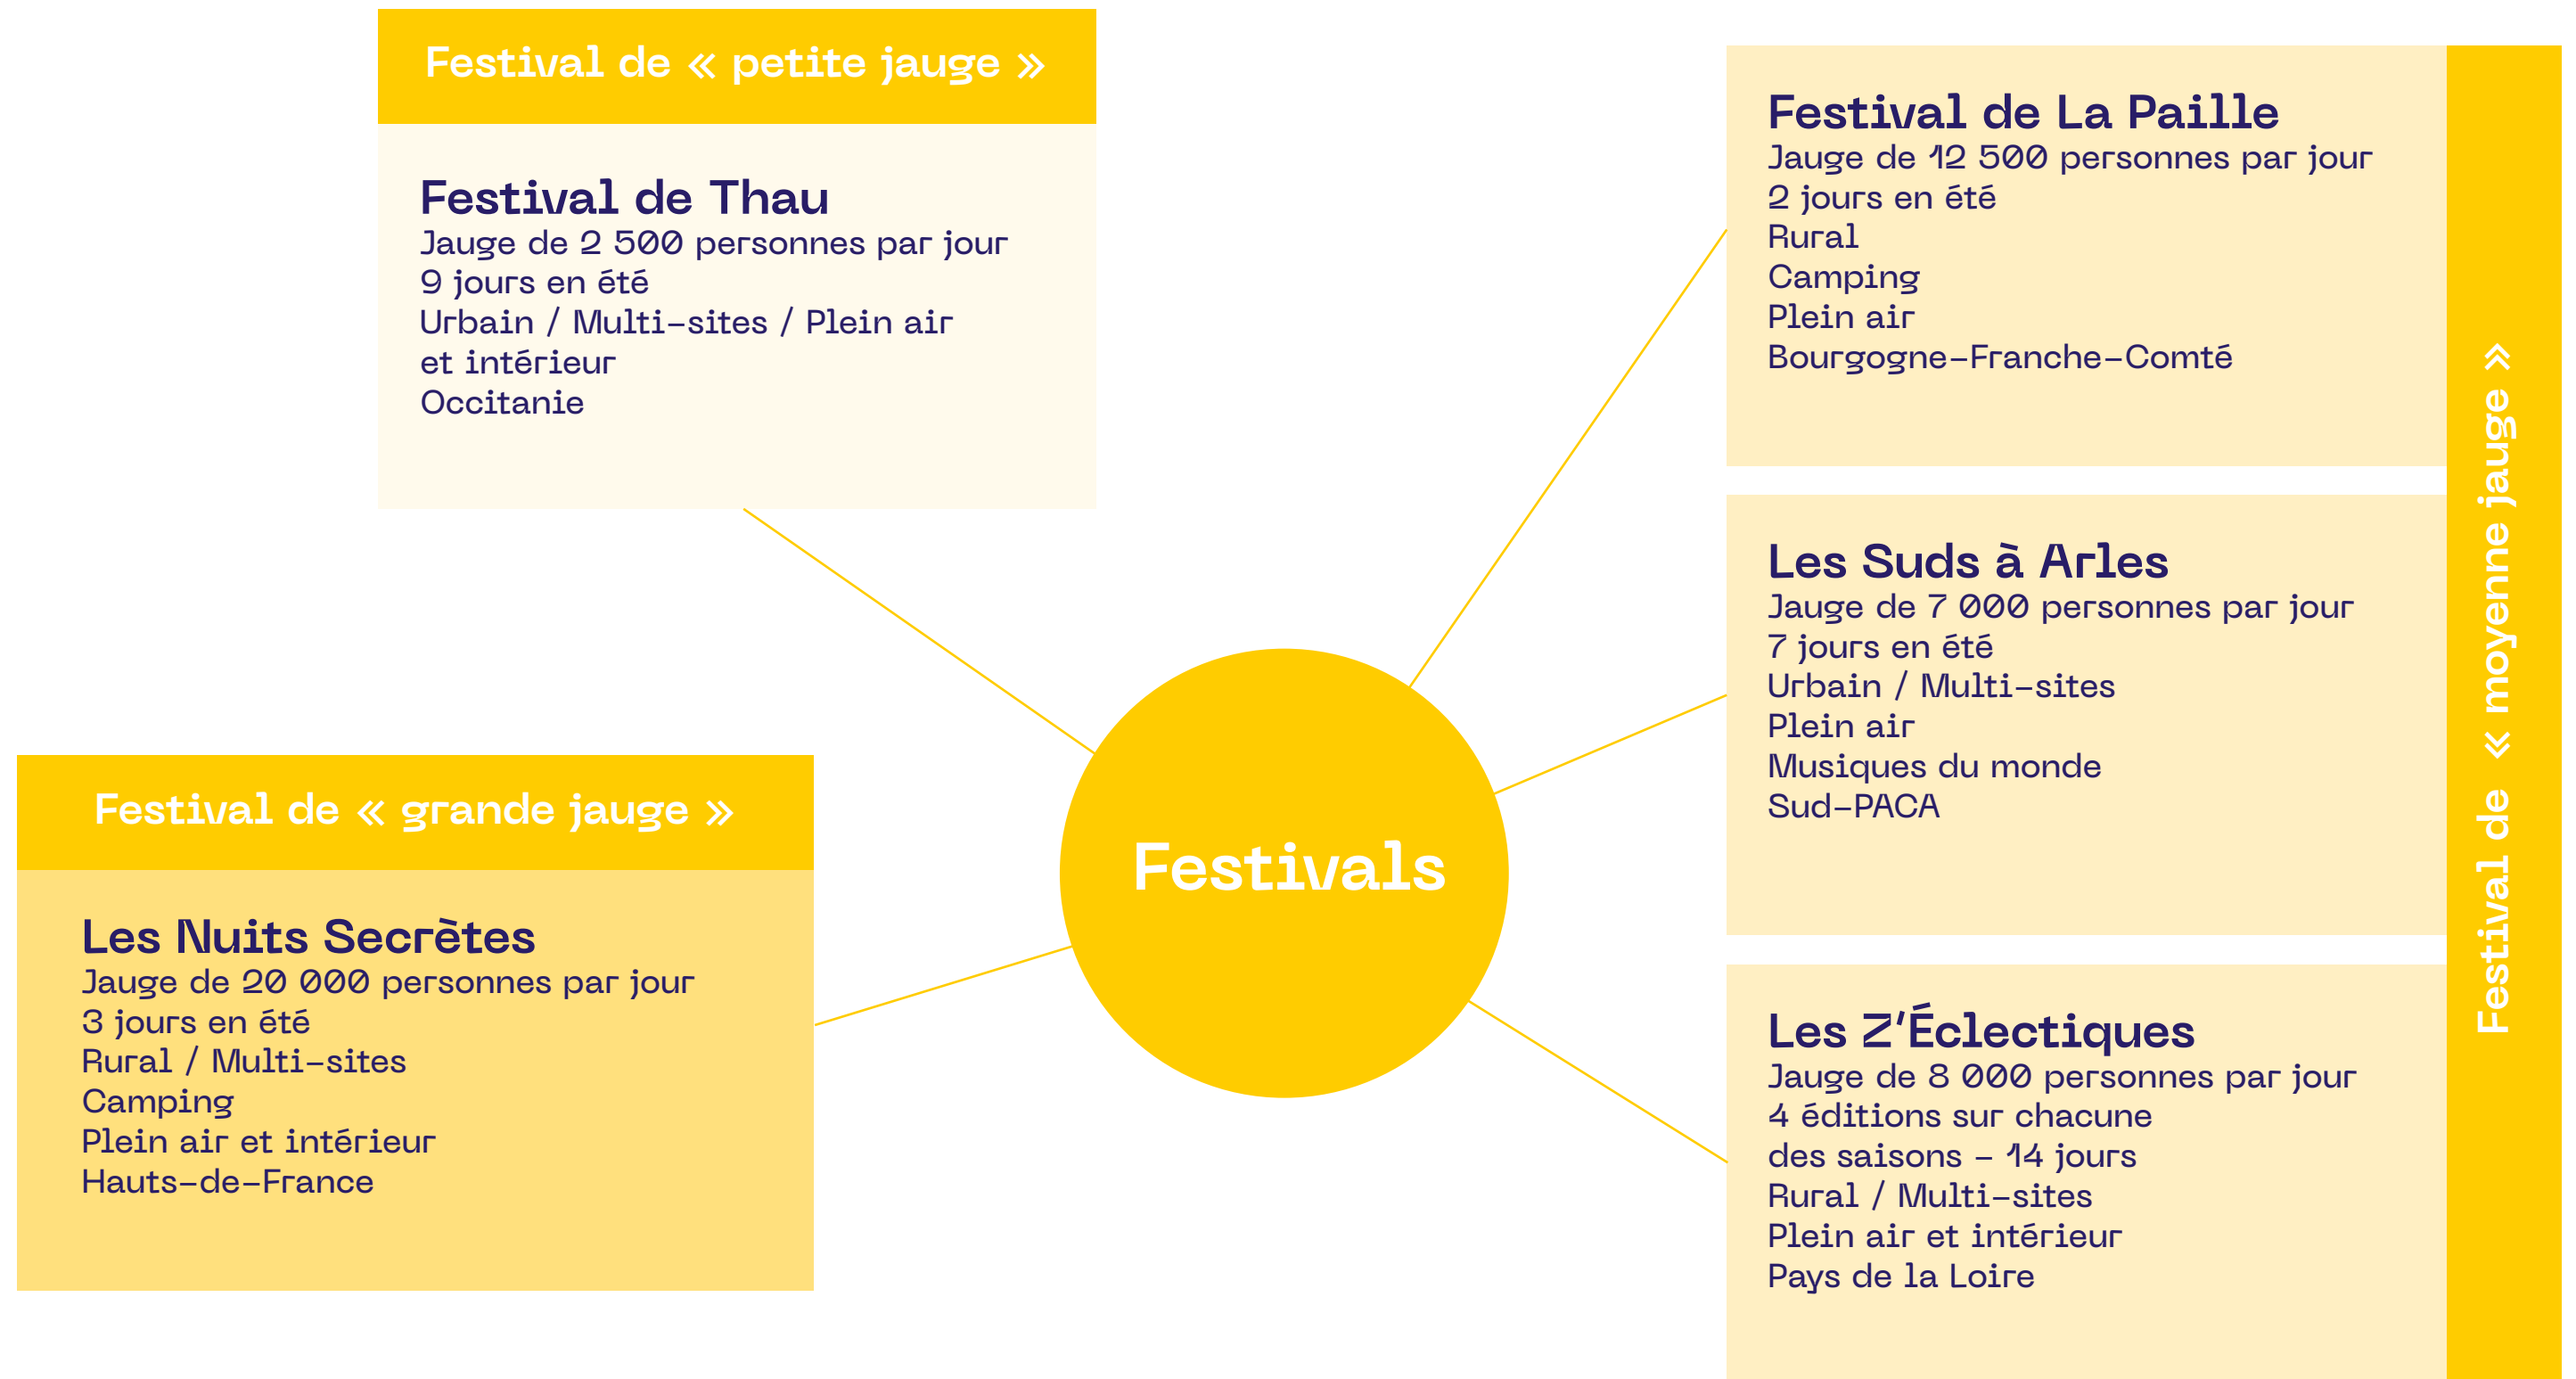 Festival de « petite jauge »
Festival de Thau
Jauge de 2 500 personnes par jour
9 jours en été
Urbain / Multi-sites / Plein air
et intérieur
Occitanie
Festival de « grande jauge »
Les Nuits Secrètes
Jauge de 20 000 personnes par jour
3 jours en été
Rural / Multi-sites
Camping
Plein air et intérieur
Hauts-de-France
Festivals
Festival de La Paille
Jauge de 12 500 personnes par jour
2 jours en été
Rural
Camping
Plein air
Bourgogne-Franche-Comté
Les Suds à Arles
Jauge de 7 000 personnes par jour
7 jours en été
Urbain / Multi-sites
Plein air
Musiques du monde
Sud-PACA
Les Z'Éclectiques
Jauge de 8 000 personnes par jour
4 éditions sur chacune
des saisons - 14 jours
Rural / Multi-sites
Plein air et intérieur
Pays de la Loire
Festival de « moyenne jauge »